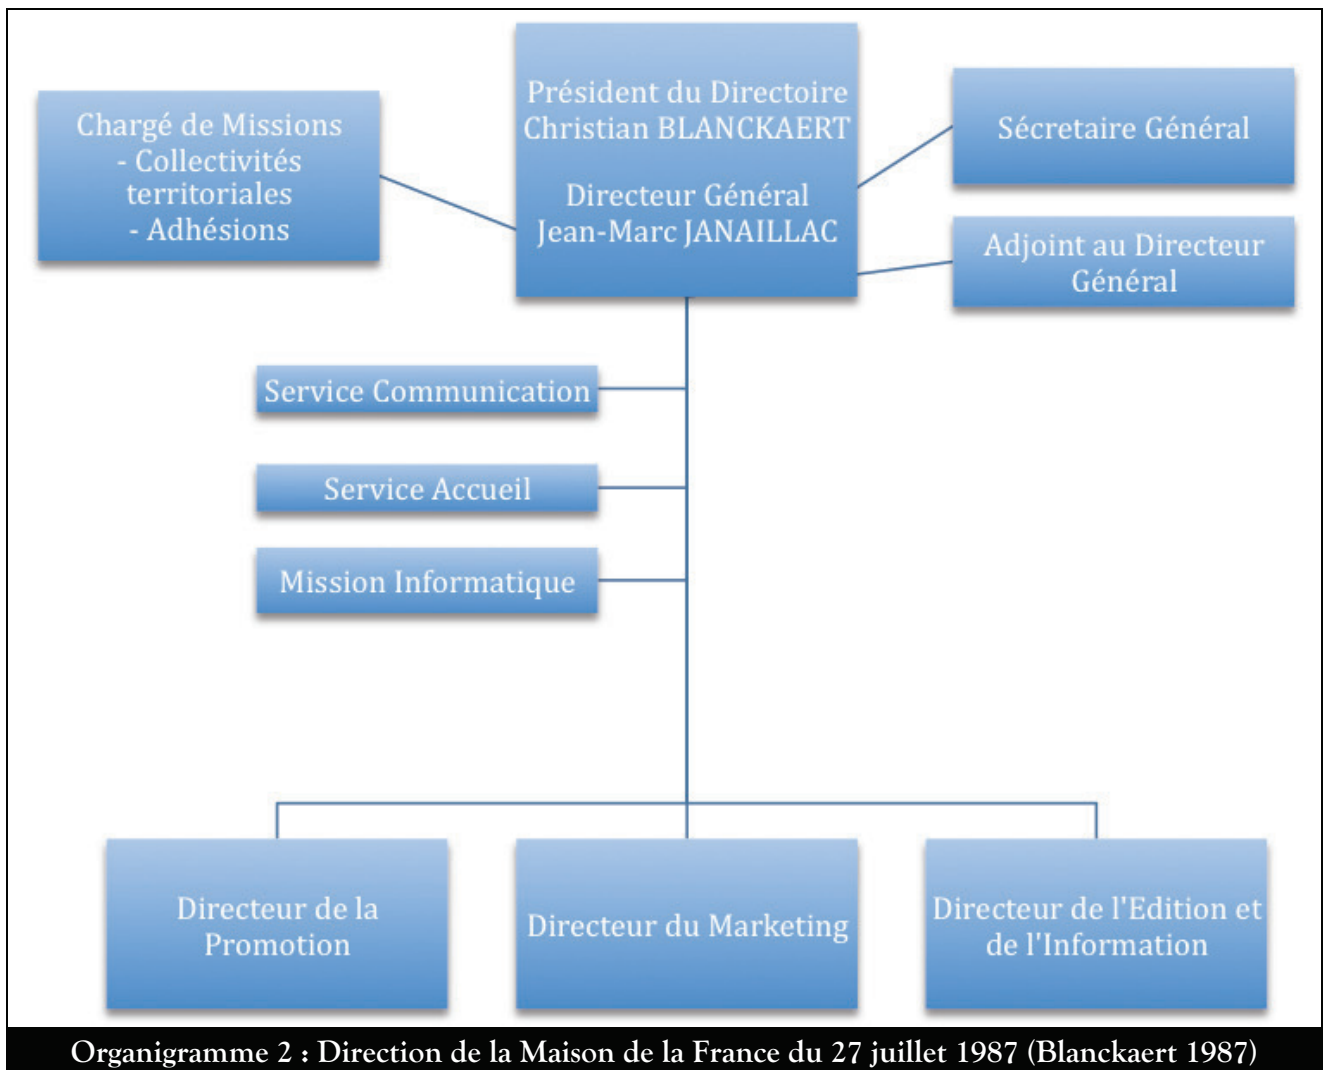 Président du Directoire
Christian BLANCKAERT
Directeur Général
Jean-Marc JANAILLAC
Chargé de Missions
- Collectivités
territoriales
- Adhésions
Sécretaire Général
Adjoint au Directeur
Général
Service Communication
Service Accueil
Mission Informatique
Directeur de la
Promotion
Directeur du Marketing
Directeur de l'Edition et
de l'Information
Organigramme 2 : Direction de la Maison de la France du 27 juillet 1987 (Blanckaert 1987)